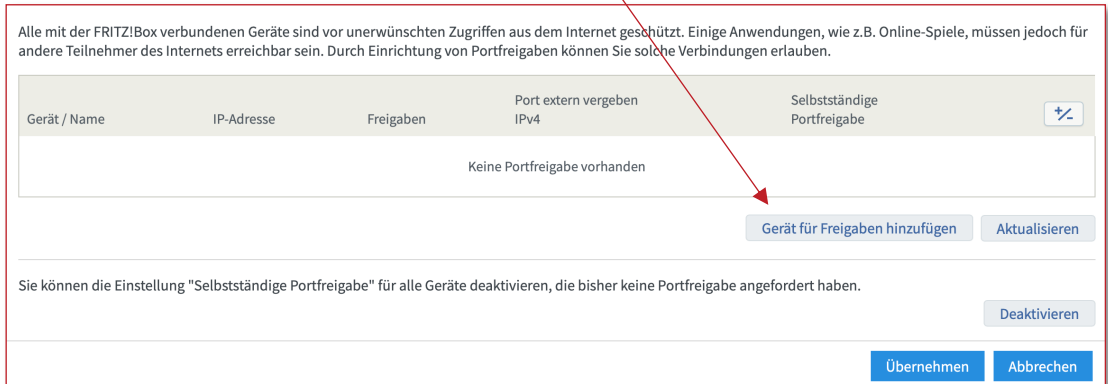 Alle mit der FRITZ!Box verbundenen Geräte sind vor unerwünschten Zugriffen aus dem Internet geschützt. Einige Anwendungen, wie z.B. Online-Spiele, müssen jedoch für
andere Teilnehmer des Internets erreichbar sein. Durch Einrichtung von Portfreigaben können Sie solche Verbindungen erlauben.
Gerät / Name IP-Adresse Freigaben Port extern vergeben IPv4 Selbstständige Portfreigabe +/-
Keine Portfreigabe vorhanden
Gerät für Freigaben hinzufügen Aktualisieren
Sie können die Einstellung "Selbstständige Portfreigabe" für alle Geräte deaktivieren, die bisher keine Portfreigabe angefordert haben.
Deaktivieren
Übernehmen Abbrechen